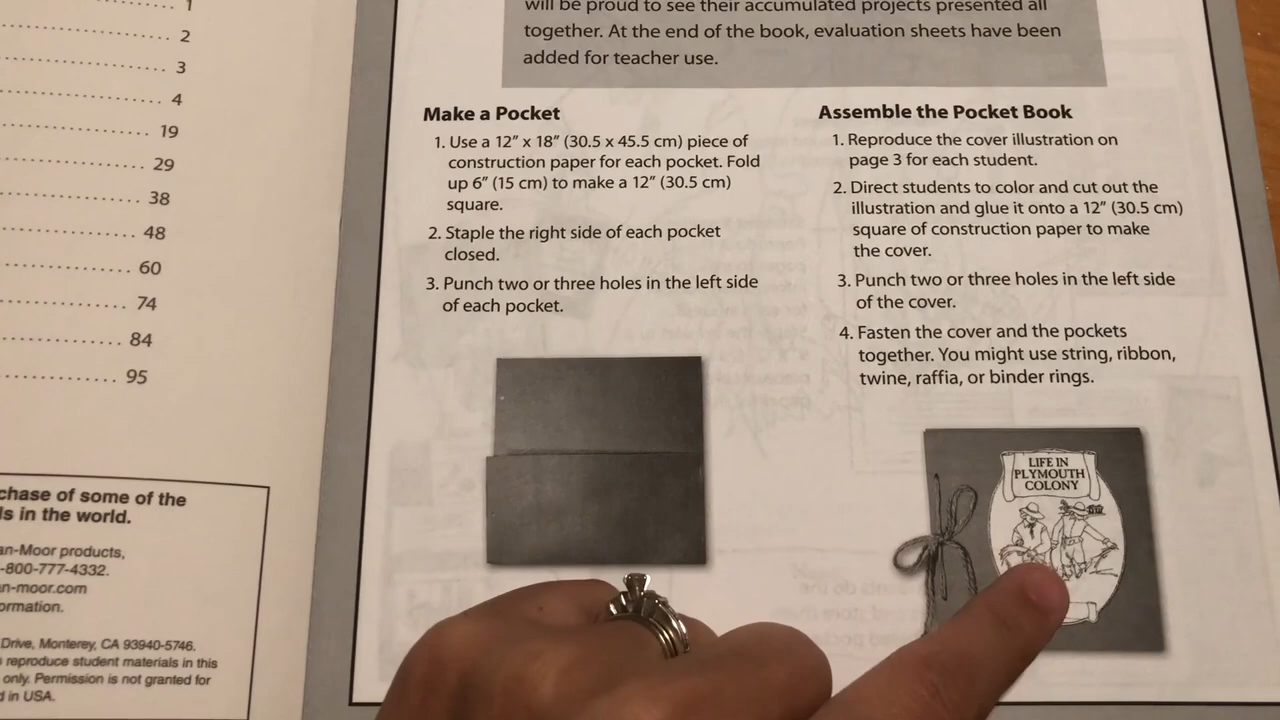 1
2
3
4
19
29
38
48
60
74
84
95
chase of some of the
ls in the world.
an-Moor products,
-800-777-4332.
n-moor.com
ormation.
Drive, Monterey, CA 93940-5746.
reproduce student materials in this
only. Permission is not granted for
d in USA.
will be proud to see their accumulated projects presented all
together. At the end of the book, evaluation sheets have been
added for teacher use.
Make a Pocket
1. Use a 12" x 18" (30.5 x 45.5 cm) piece of
construction paper for each pocket. Fold
up 6" (15 cm) to make a 12" (30.5 cm)
square.
2. Staple the right side of each pocket
closed.
3. Punch two or three holes in the left side
of each pocket.
Assemble the Pocket Book
1. Reproduce the cover illustration on
page 3 for each student.
2. Direct students to color and cut out the
illustration and glue it onto a 12" (30.5 cm)
square of construction paper to make
the cover.
3. Punch two or three holes in the left side
of the cover.
4. Fasten the cover and the pockets
together. You might use string, ribbon,
twine, raffia, or binder rings.
LIFE IN
PLYMOUTH
COLONY